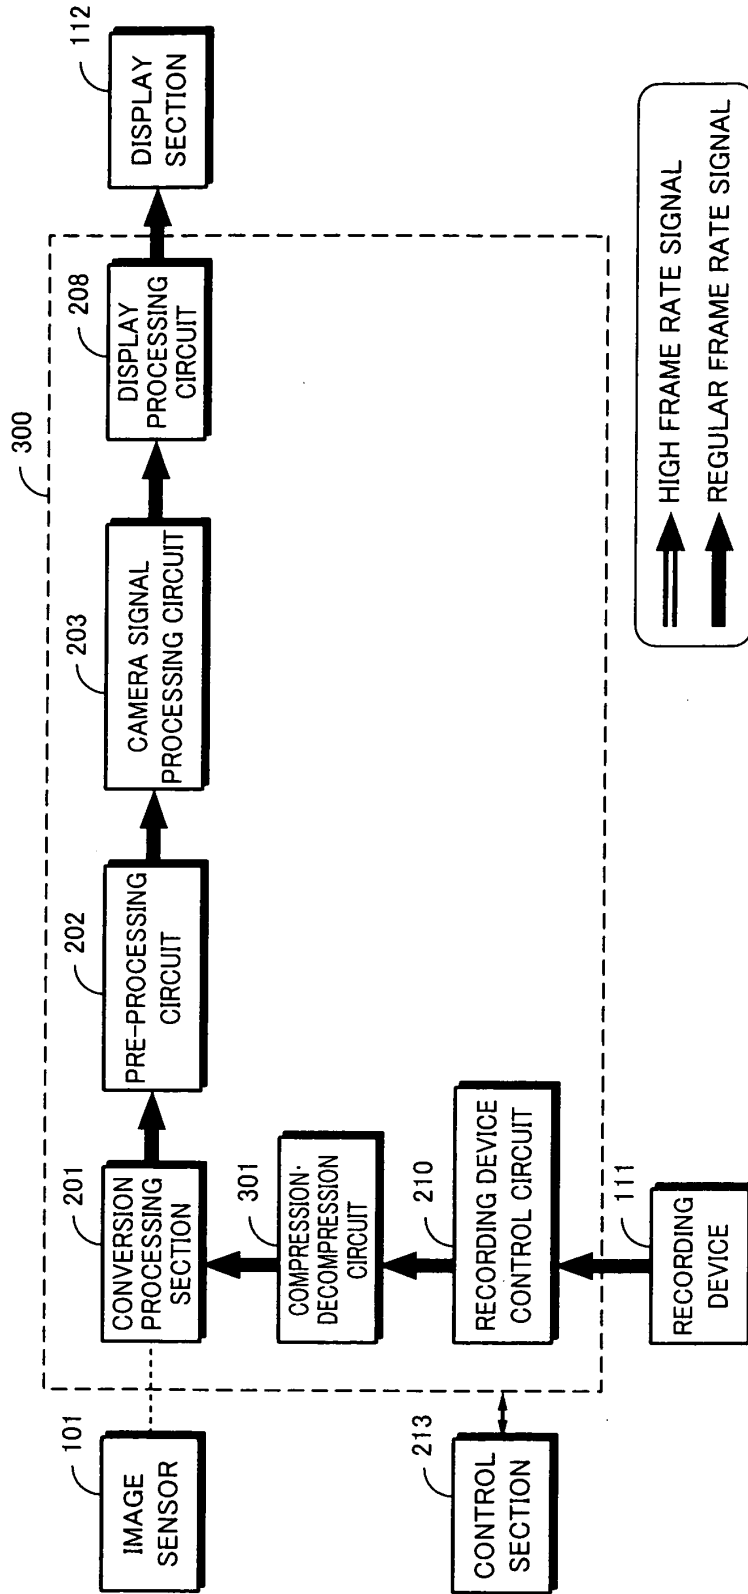 300
101
IMAGE
SENSOR
201
CONVERSION
PROCESSING
SECTION
202
PRE-PROCESSING
CIRCUIT
203
CAMERA SIGNAL
PROCESSING CIRCUIT
208
DISPLAY
PROCESSING
CIRCUIT
112
DISPLAY
SECTION
301
COMPRESSION·
DECOMPRESSION
CIRCUIT
210
RECORDING DEVICE
CONTROL CIRCUIT
213
CONTROL
SECTION
111
RECORDING
DEVICE
HIGH FRAME RATE SIGNAL
REGULAR FRAME RATE SIGNAL